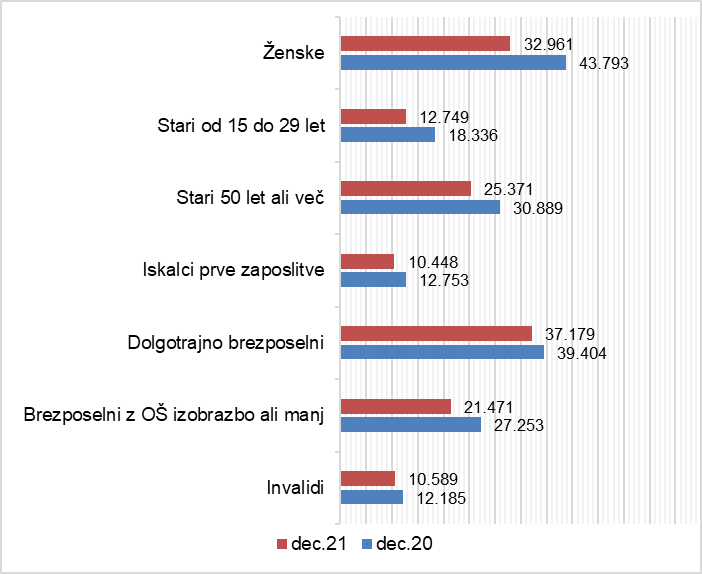 Ženske
32.961
43.793
Stari od 15 do 29 let
12.749
18.336
Stari 50 let ali več
25.371
30.889
Iskalci prve zaposlitve
10.448
12.753
Dolgotrajno brezposelni
37.179
39.404
Brezposelni z OŠ izobrazbo ali manj
21.471
27.253
Invalidi
10.589
12.185
dec.21 dec.20